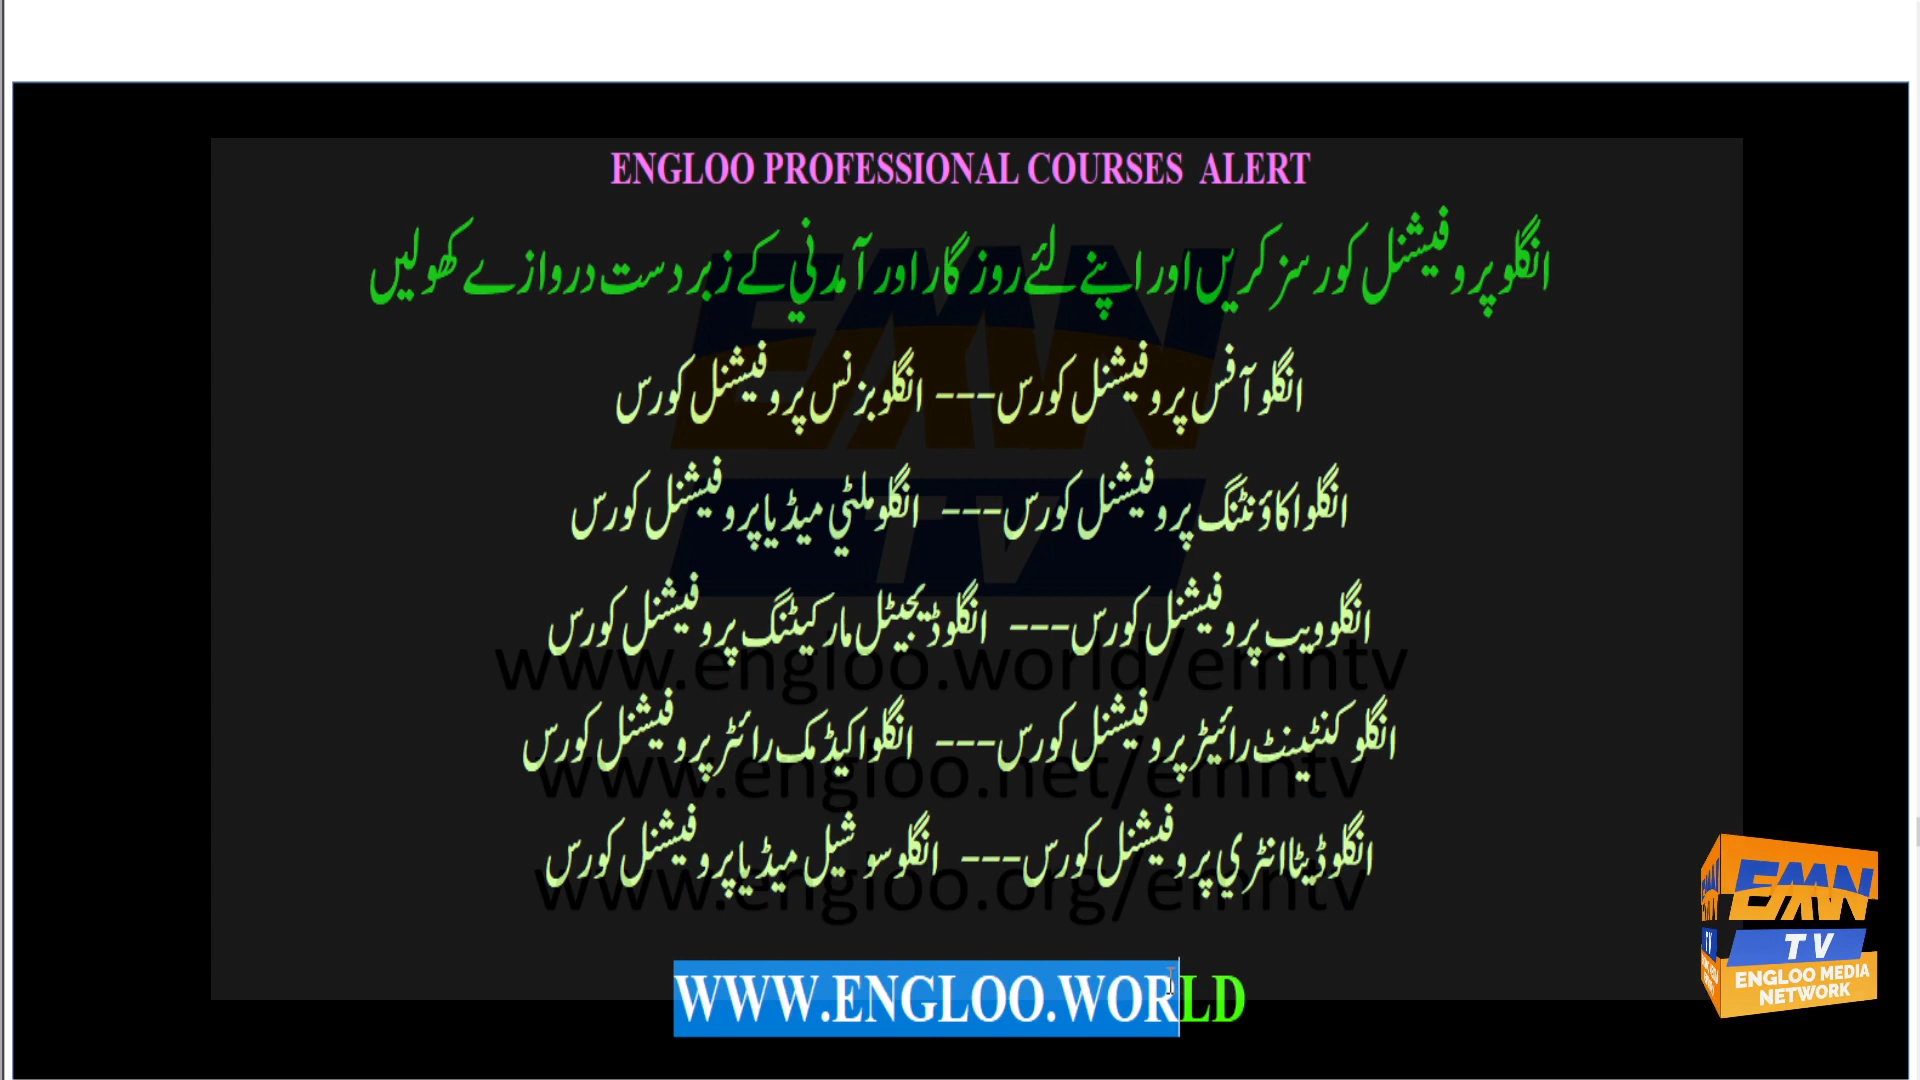 ENGLOO PROFESSIONAL COURSES ALERT
انگلو پروفیشنل کورسز کریں اور اپنے لئے روزگار اور آمدنی کے زبردست دروازے کھولیں
انگلو آفس پروفیشنل کورس--- انگلو بزنس پروفیشنل کورس
انگلو اکاؤنٹنگ پروفیشنل کورس--- انگلو ملٹی میڈیا پروفیشنل کورس
انگلو ویب پروفیشنل کورس--- انگلو ڈیجیٹل مارکیٹنگ پروفیشنل کورس
www.engloo.world/emntv
انگلو کنٹینٹ رائیٹر پروفیشنل کورس--- انگلو اکیڈمک رائٹر پروفیشنل کورس
www.engloo.net/emntv
انگلو ڈیٹا انٹری پروفیشنل کورس--- انگلو سوشیل میڈیا پروفیشنل کورس
www.engloo.org/emntv
WWW.ENGLOO.WORLD
EMN
TV
ENGLOO MEDIA
NETWORK